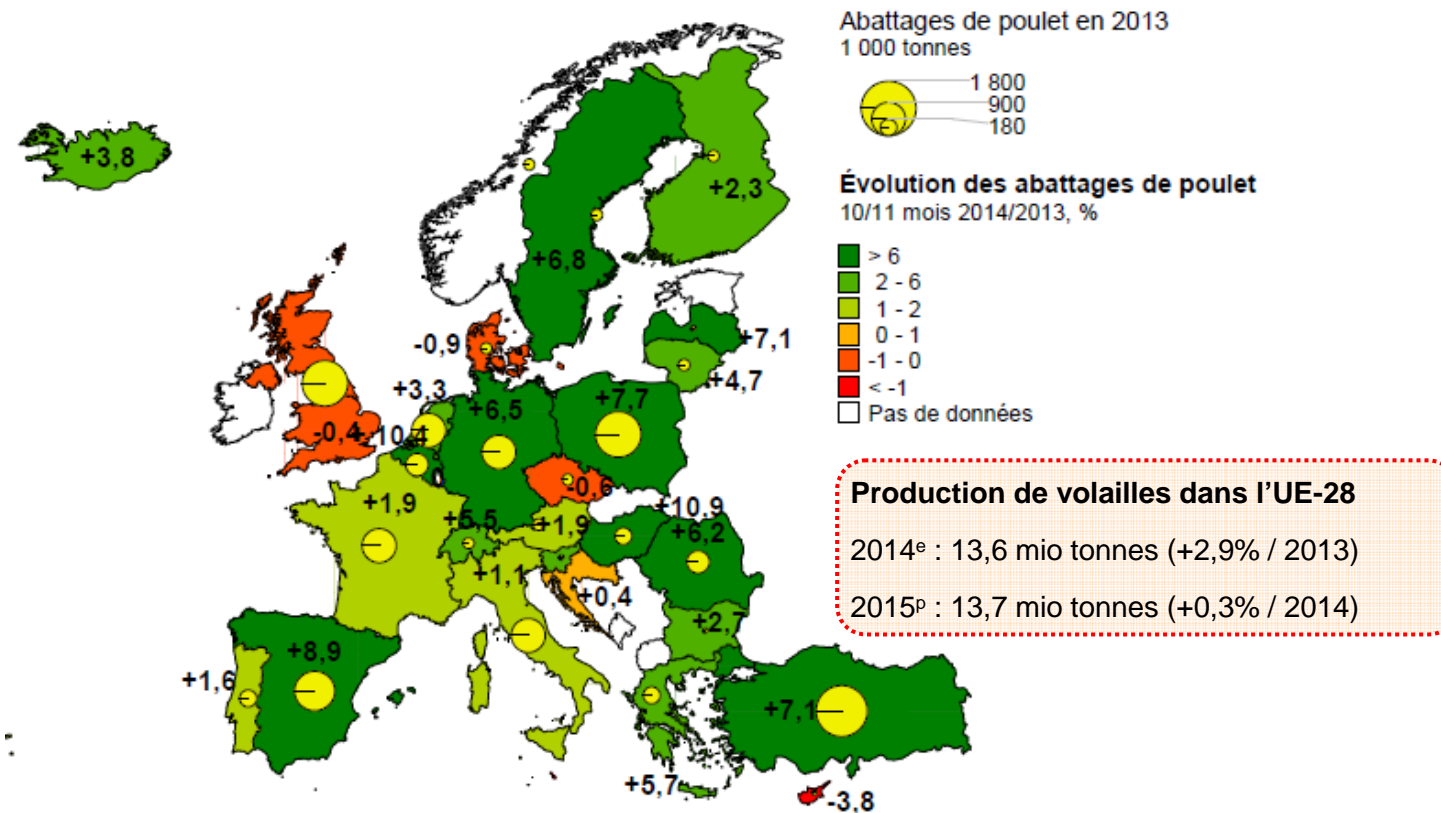 Abattages de poulet en 2013
1 000 tonnes
1 800
900
180
Évolution des abattages de poulet
10/11 mois 2014/2013, %
> 6
2 - 6
1 - 2
0 - 1
-1 - 0
< -1
Pas de données
Production de volailles dans l'UE-28
2014ᵉ : 13,6 mio tonnes (+2,9% / 2013)
2015ᵖ : 13,7 mio tonnes (+0,3% / 2014)
+3,8
+2,3
+6,8
-0,9
+7,1
+4,7
+3,3
+6,5
+7,7
-0,4
+10,4
-0,6
+1,9
+5,5
+1,9
+10,9
+6,2
+1,1
+0,4
+2,7
+8,9
+1,6
+7,1
+5,7
-3,8